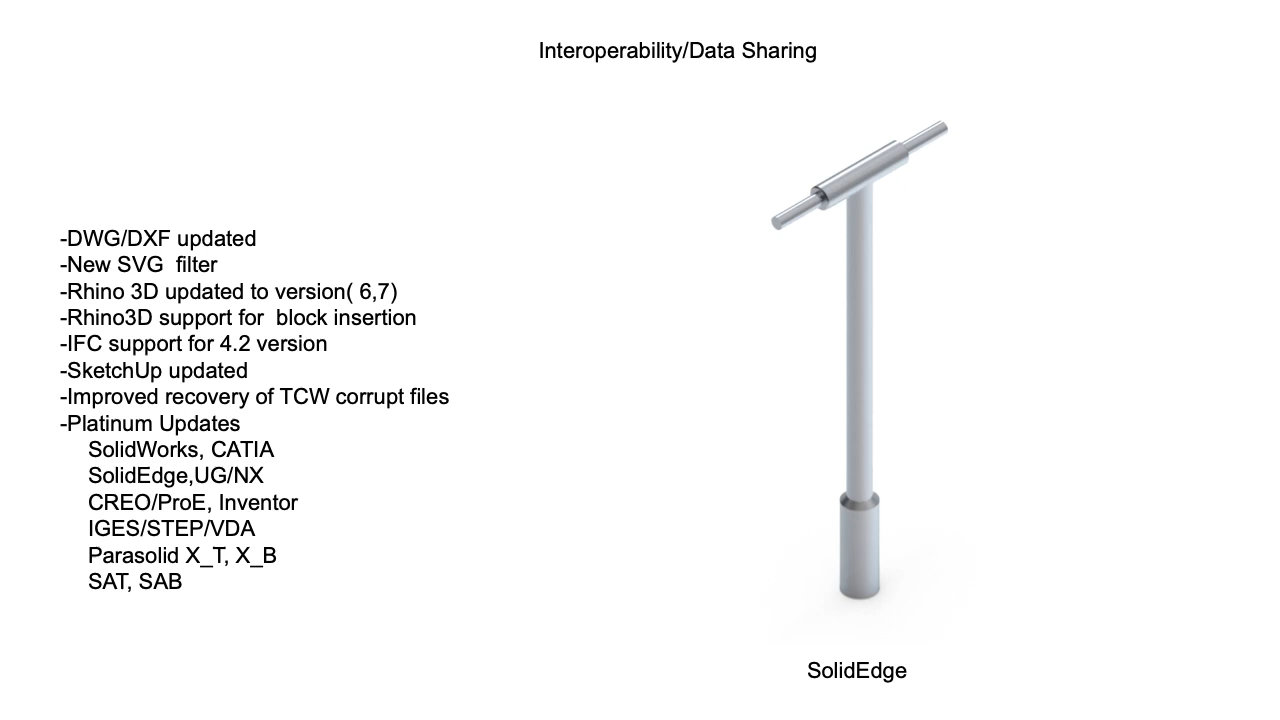 Interoperability/Data Sharing
-DWG/DXF updated
-New SVG  filter
-Rhino 3D updated to version( 6,7)
-Rhino3D support for  block insertion
-IFC support for 4.2 version
-SketchUp updated
-Improved recovery of TCW corrupt files
-Platinum Updates
SolidWorks, CATIA
SolidEdge,UG/NX
CREO/ProE, Inventor
IGES/STEP/VDA
Parasolid X_T, X_B
SAT, SAB
SolidEdge